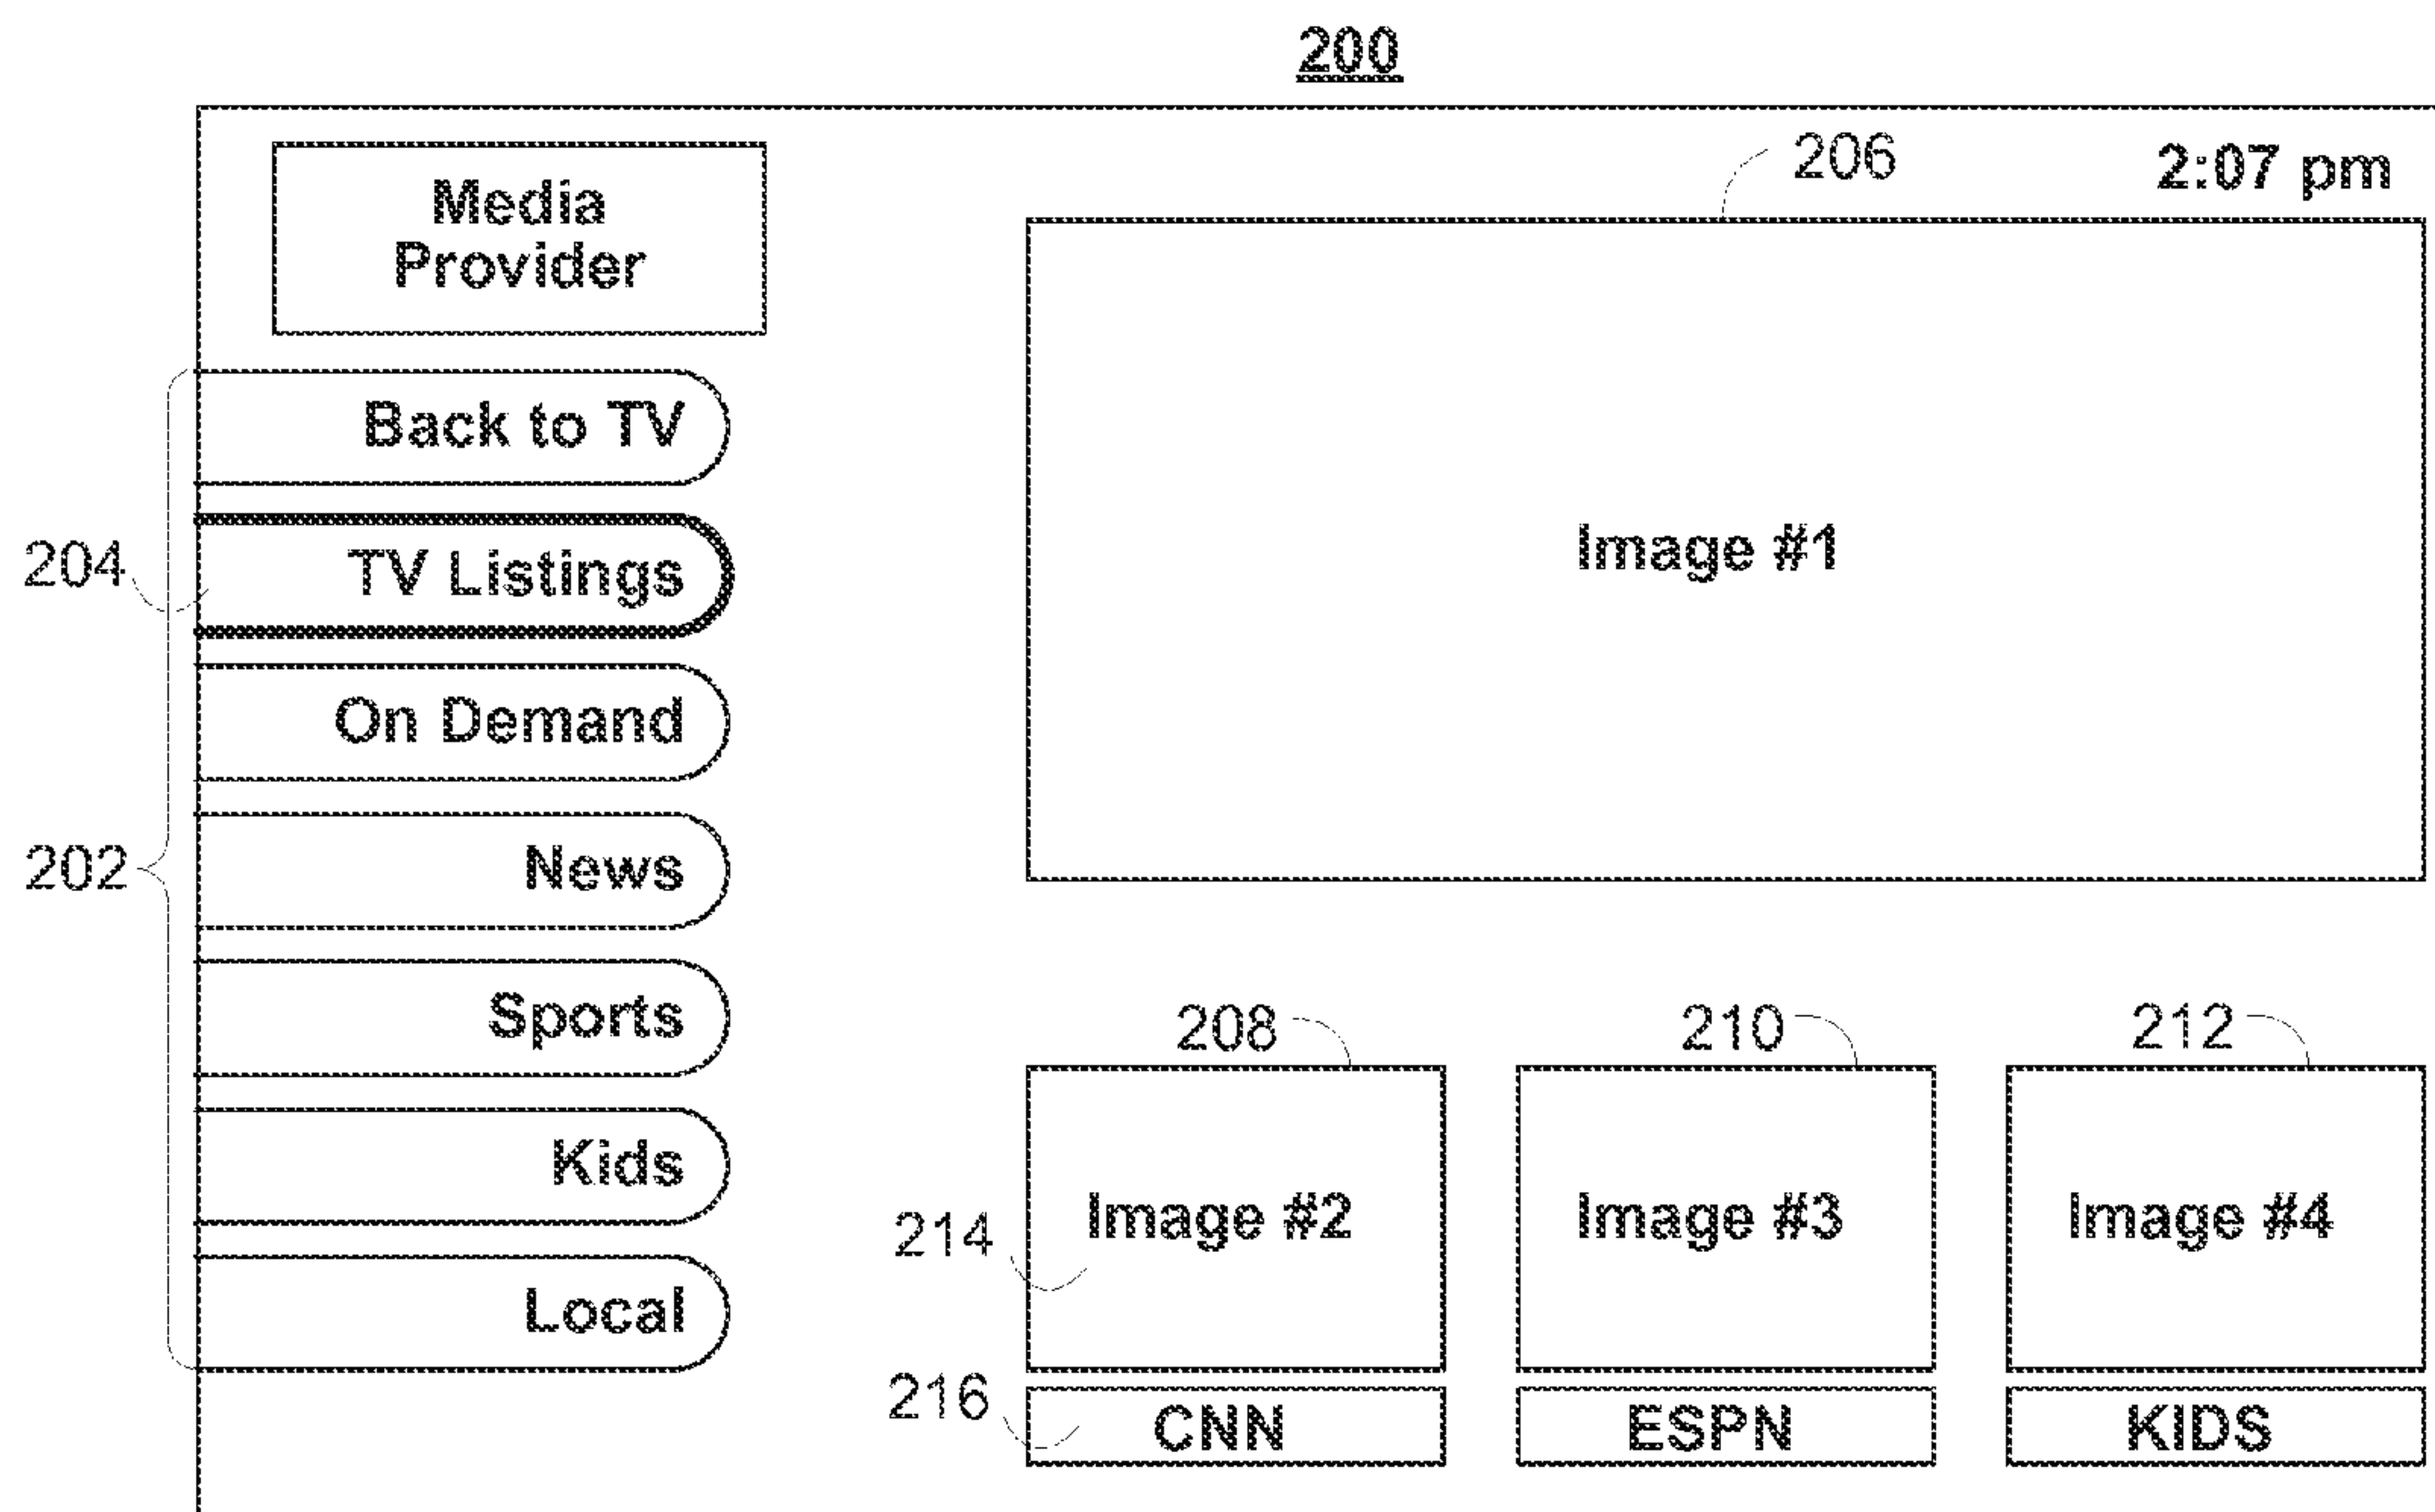 200
206
2:07 pm
Media
Provider
Back to TV
204
TV Listings
Image #1
On Demand
202
News
Sports
208
210
212
Kids
214
Image #2
Image #3
Image #4
Local
216
CNN
ESPN
KIDS